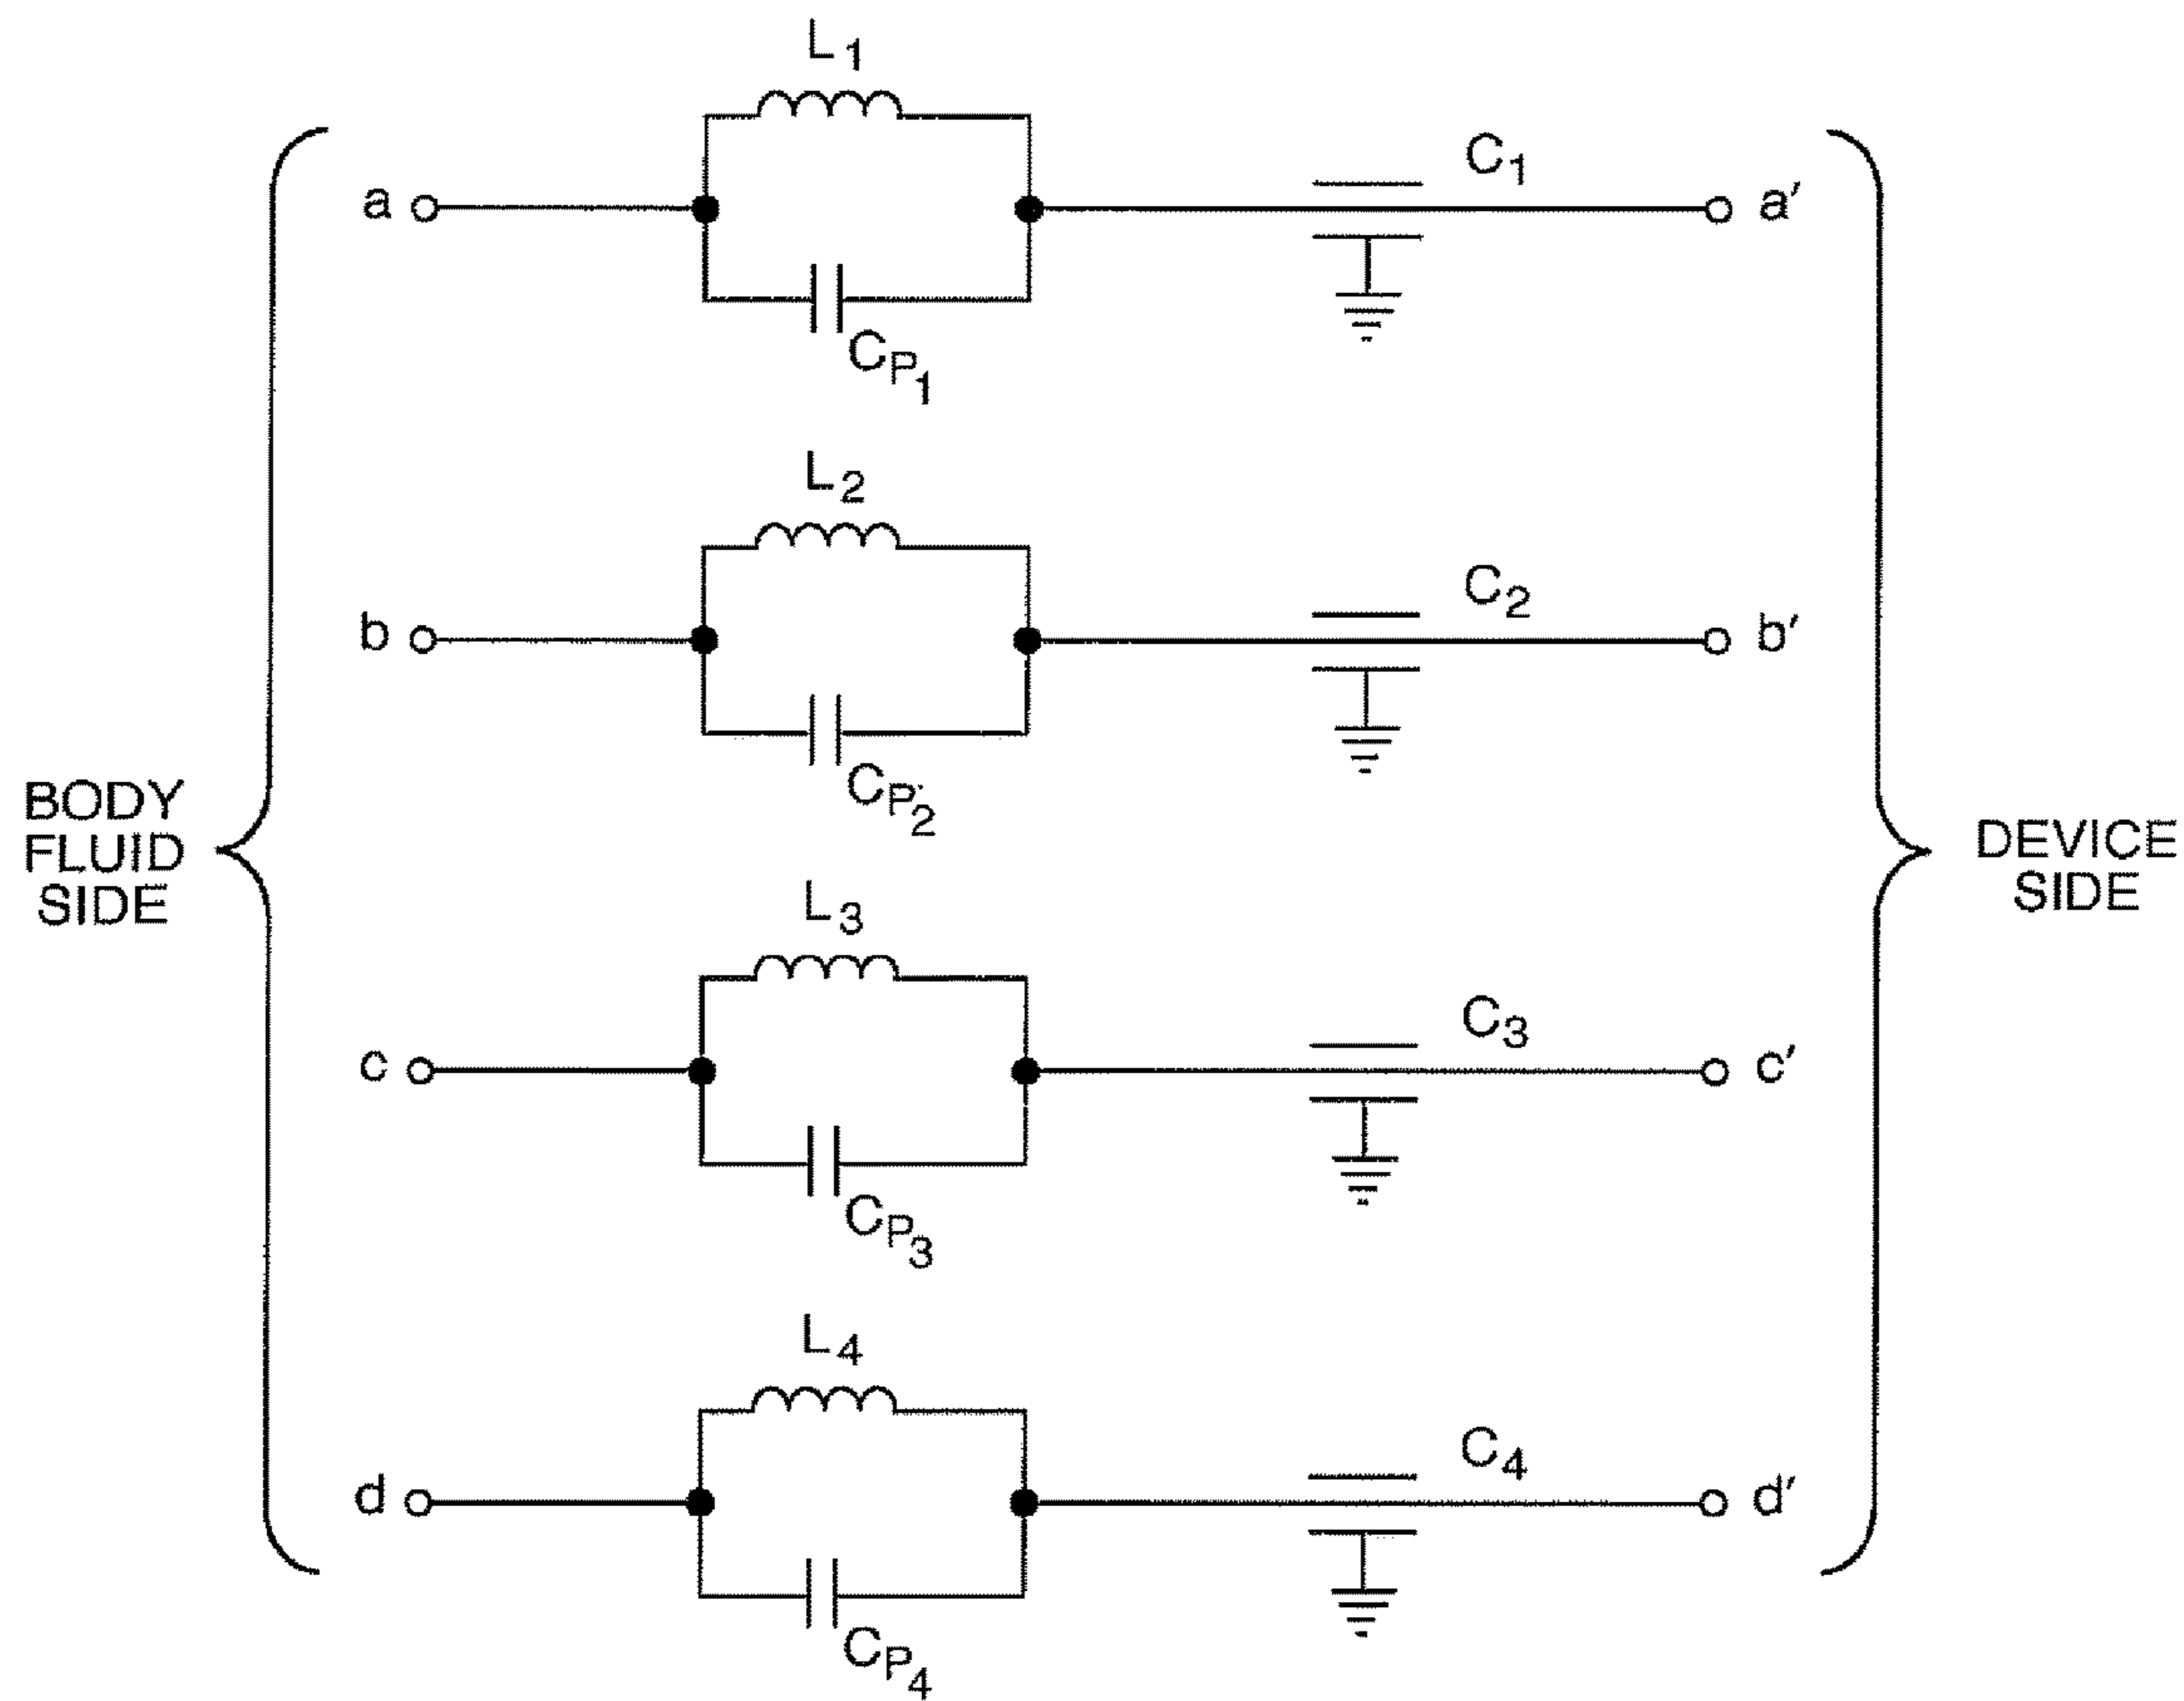 L1
C1
a
a′
CP1
L2
C2
b
b′
CP2
BODY
FLUID
SIDE
DEVICE
SIDE
L3
C3
c
c′
CP3
L4
C4
d
d′
CP4